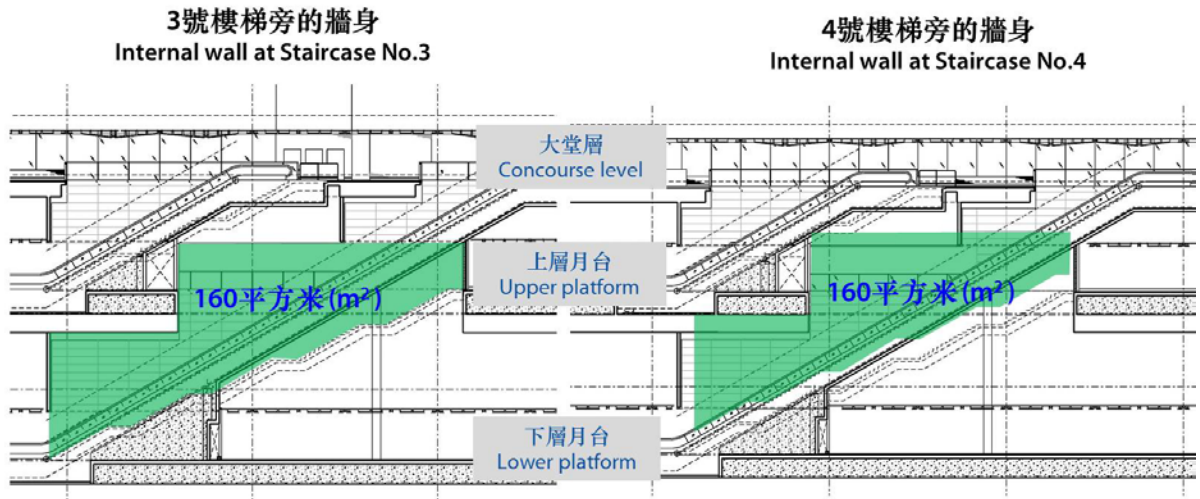 3號樓梯旁的牆身
Internal wall at Staircase No.3
4號樓梯旁的牆身
Internal wall at Staircase No.4
大堂層
Concourse level
上層月台
Upper platform
160平方米(m²)
160平方米(m²)
下層月台
Lower platform